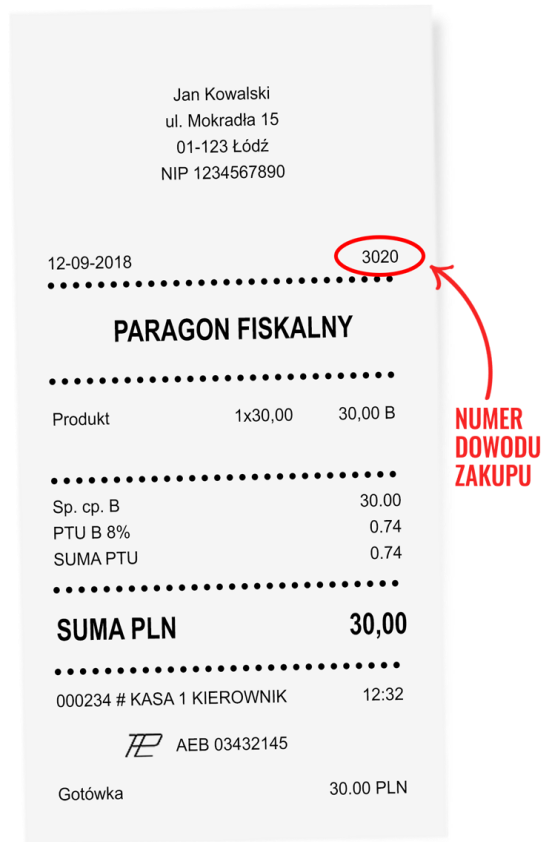 Jan Kowalski
ul. Mokradła 15
01-123 Łódź
NIP 1234567890
12-09-2018 3020
PARAGON FISKALNY
Produkt 1x30,00 30,00 B
Sp. cp. B 30.00
PTU B 8% 0.74
SUMA PTU 0.74
SUMA PLN 30,00
000234 # KASA 1 KIEROWNIK 12:32
AEB 03432145
Gotówka 30.00 PLN
NUMER
DOWODU
ZAKUPU